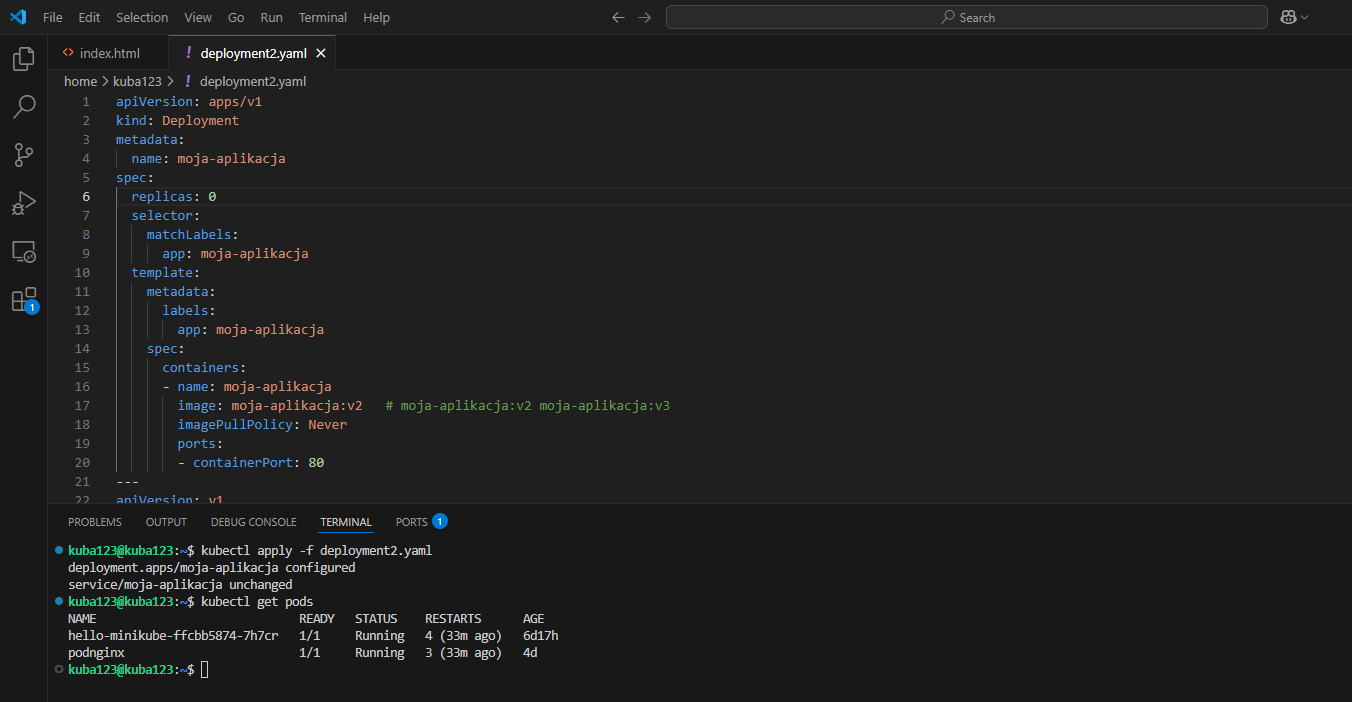 File Edit Selection View Go Run Terminal Help
Search
index.html
! deployment2.yaml
home > kuba123 > ! deployment2.yaml
1 apiVersion: apps/v1
2 kind: Deployment
3 metadata:
4   name: moja-aplikacja
5 spec:
6   replicas: 0
7   selector:
8     matchLabels:
9       app: moja-aplikacja
10   template:
11     metadata:
12       labels:
13         app: moja-aplikacja
14     spec:
15       containers:
16       - name: moja-aplikacja
17         image: moja-aplikacja:v2   # moja-aplikacja:v2 moja-aplikacja:v3
18         imagePullPolicy: Never
19         ports:
20         - containerPort: 80
21 ---
22 apiVersion: v1
1
PROBLEMS OUTPUT DEBUG CONSOLE TERMINAL PORTS 1
kuba123@kuba123:~$ kubectl apply -f deployment2.yaml
deployment.apps/moja-aplikacja configured
service/moja-aplikacja unchanged
kuba123@kuba123:~$ kubectl get pods
NAME READY STATUS RESTARTS AGE
hello-minikube-ffcbb5874-7h7cr 1/1 Running 4 (33m ago) 6d17h
podnginx 1/1 Running 3 (33m ago) 4d
kuba123@kuba123:~$